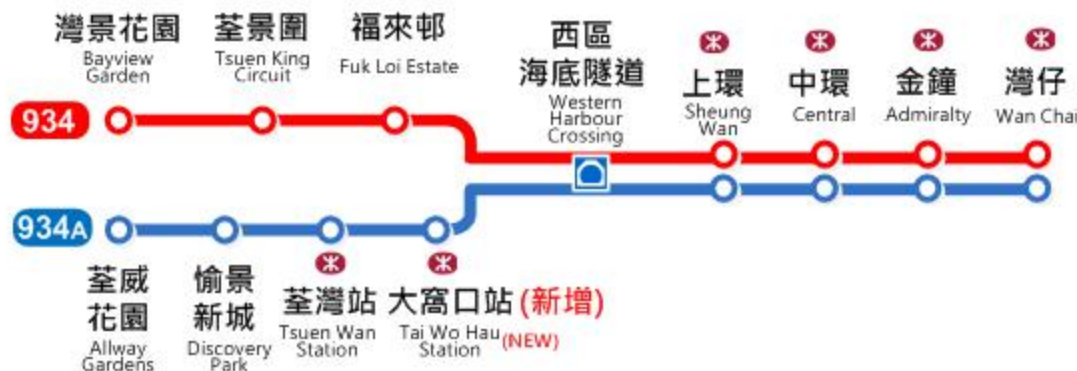 灣景花園
Bayview
Garden
荃景圍
Tsuen King
Circuit
福來邨
Fuk Loi Estate
西區
海底隧道
Western
Harbour
Crossing
上環
Sheung
Wan
中環
Central
金鐘
Admiralty
灣仔
Wan Chai
934
934A
荃威
花園
Allway
Gardens
愉景
新城
Discovery
Park
荃灣站
Tsuen Wan
Station
大窩口站 (新增)
Tai Wo Hau
Station (NEW)